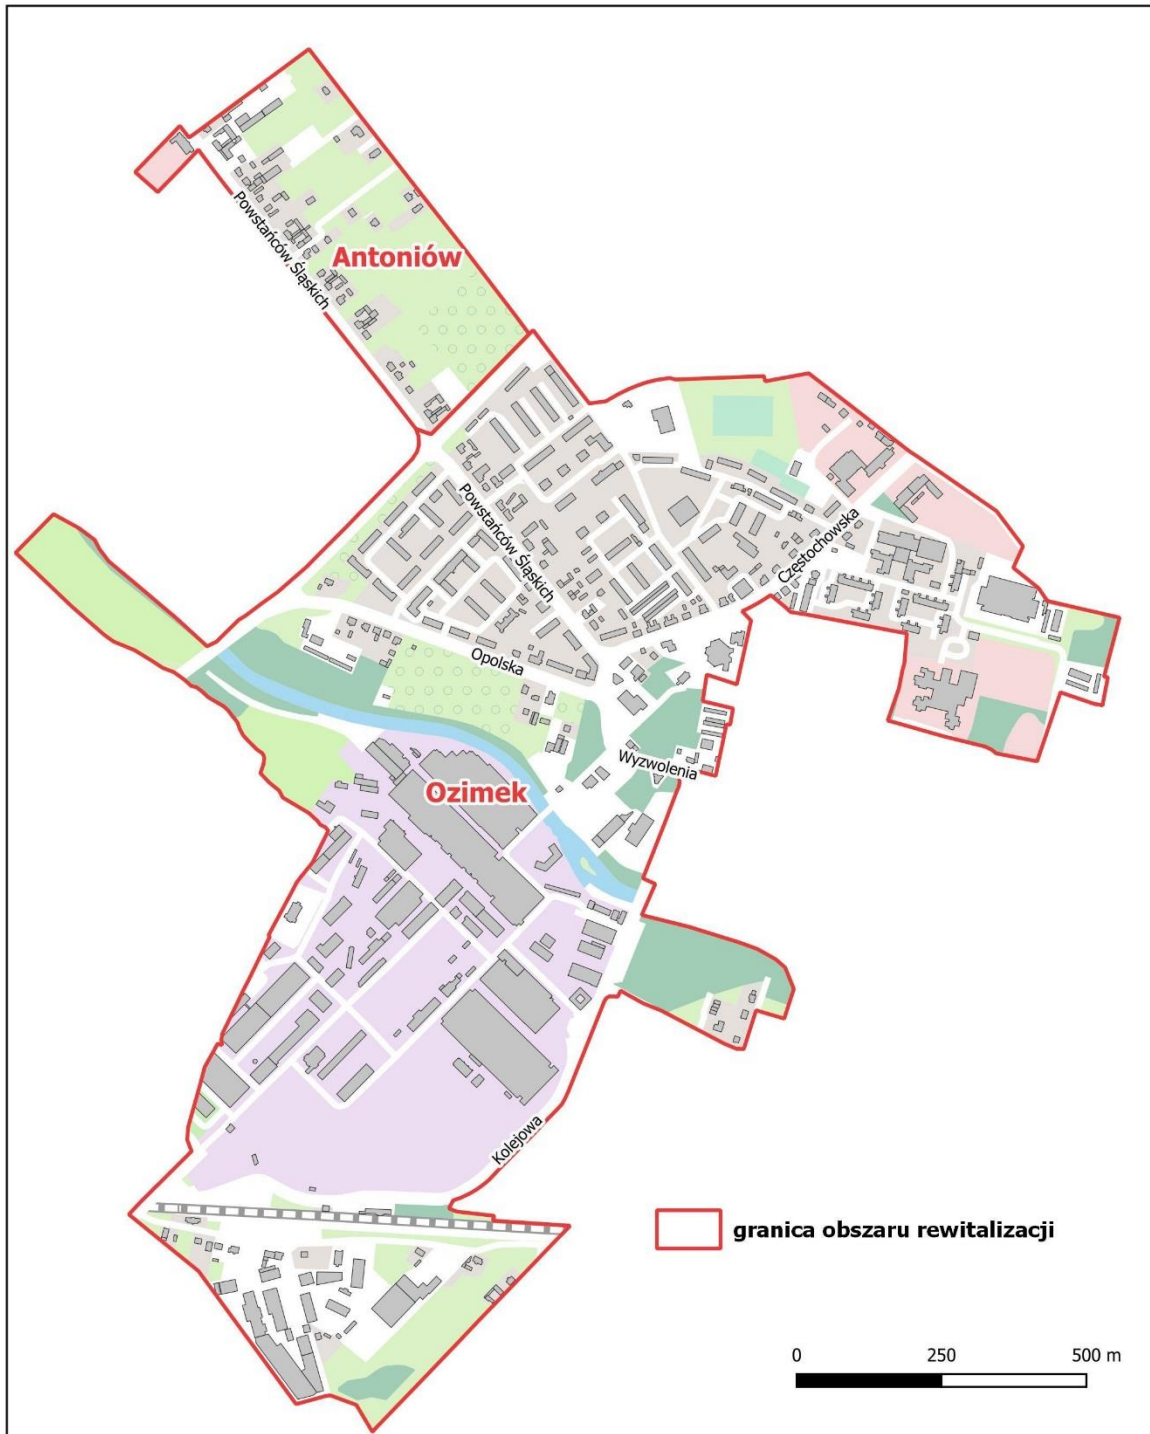 Powstańców Śląskich
Antoniów
Powstańców Śląskich
Częstochowska
Opolska
Wyzwolenia
Ozimek
Kolejowa
granica obszaru rewitalizacji
0 250 500 m